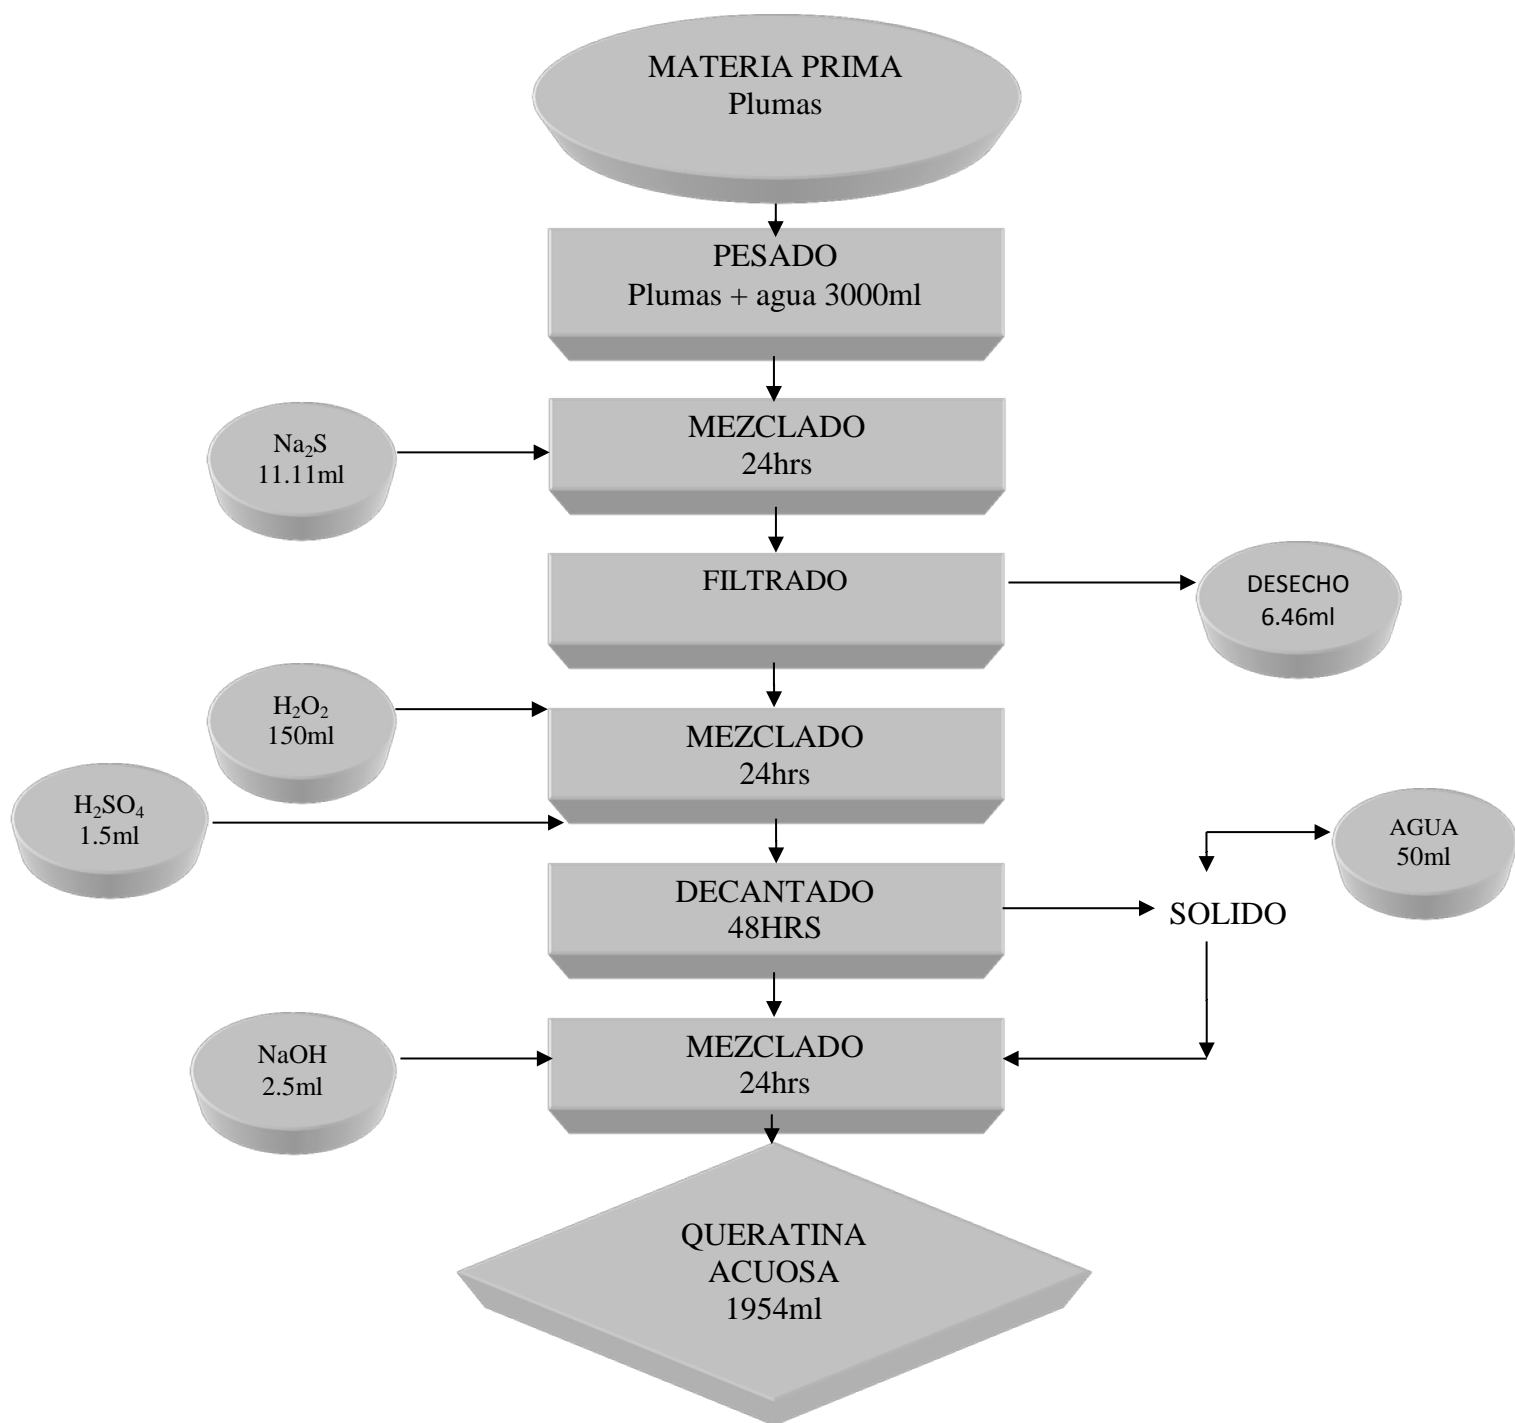 MATERIA PRIMA
Plumas
PESADO
Plumas + agua 3000ml
Na₂S
11.11ml
MEZCLADO
24hrs
FILTRADO
DESECHO
6.46ml
H₂O₂
150ml
MEZCLADO
24hrs
H₂SO₄
1.5ml
AGUA
50ml
DECANTADO
48HRS
SOLIDO
NaOH
2.5ml
MEZCLADO
24hrs
QUERATINA
ACUOSA
1954ml